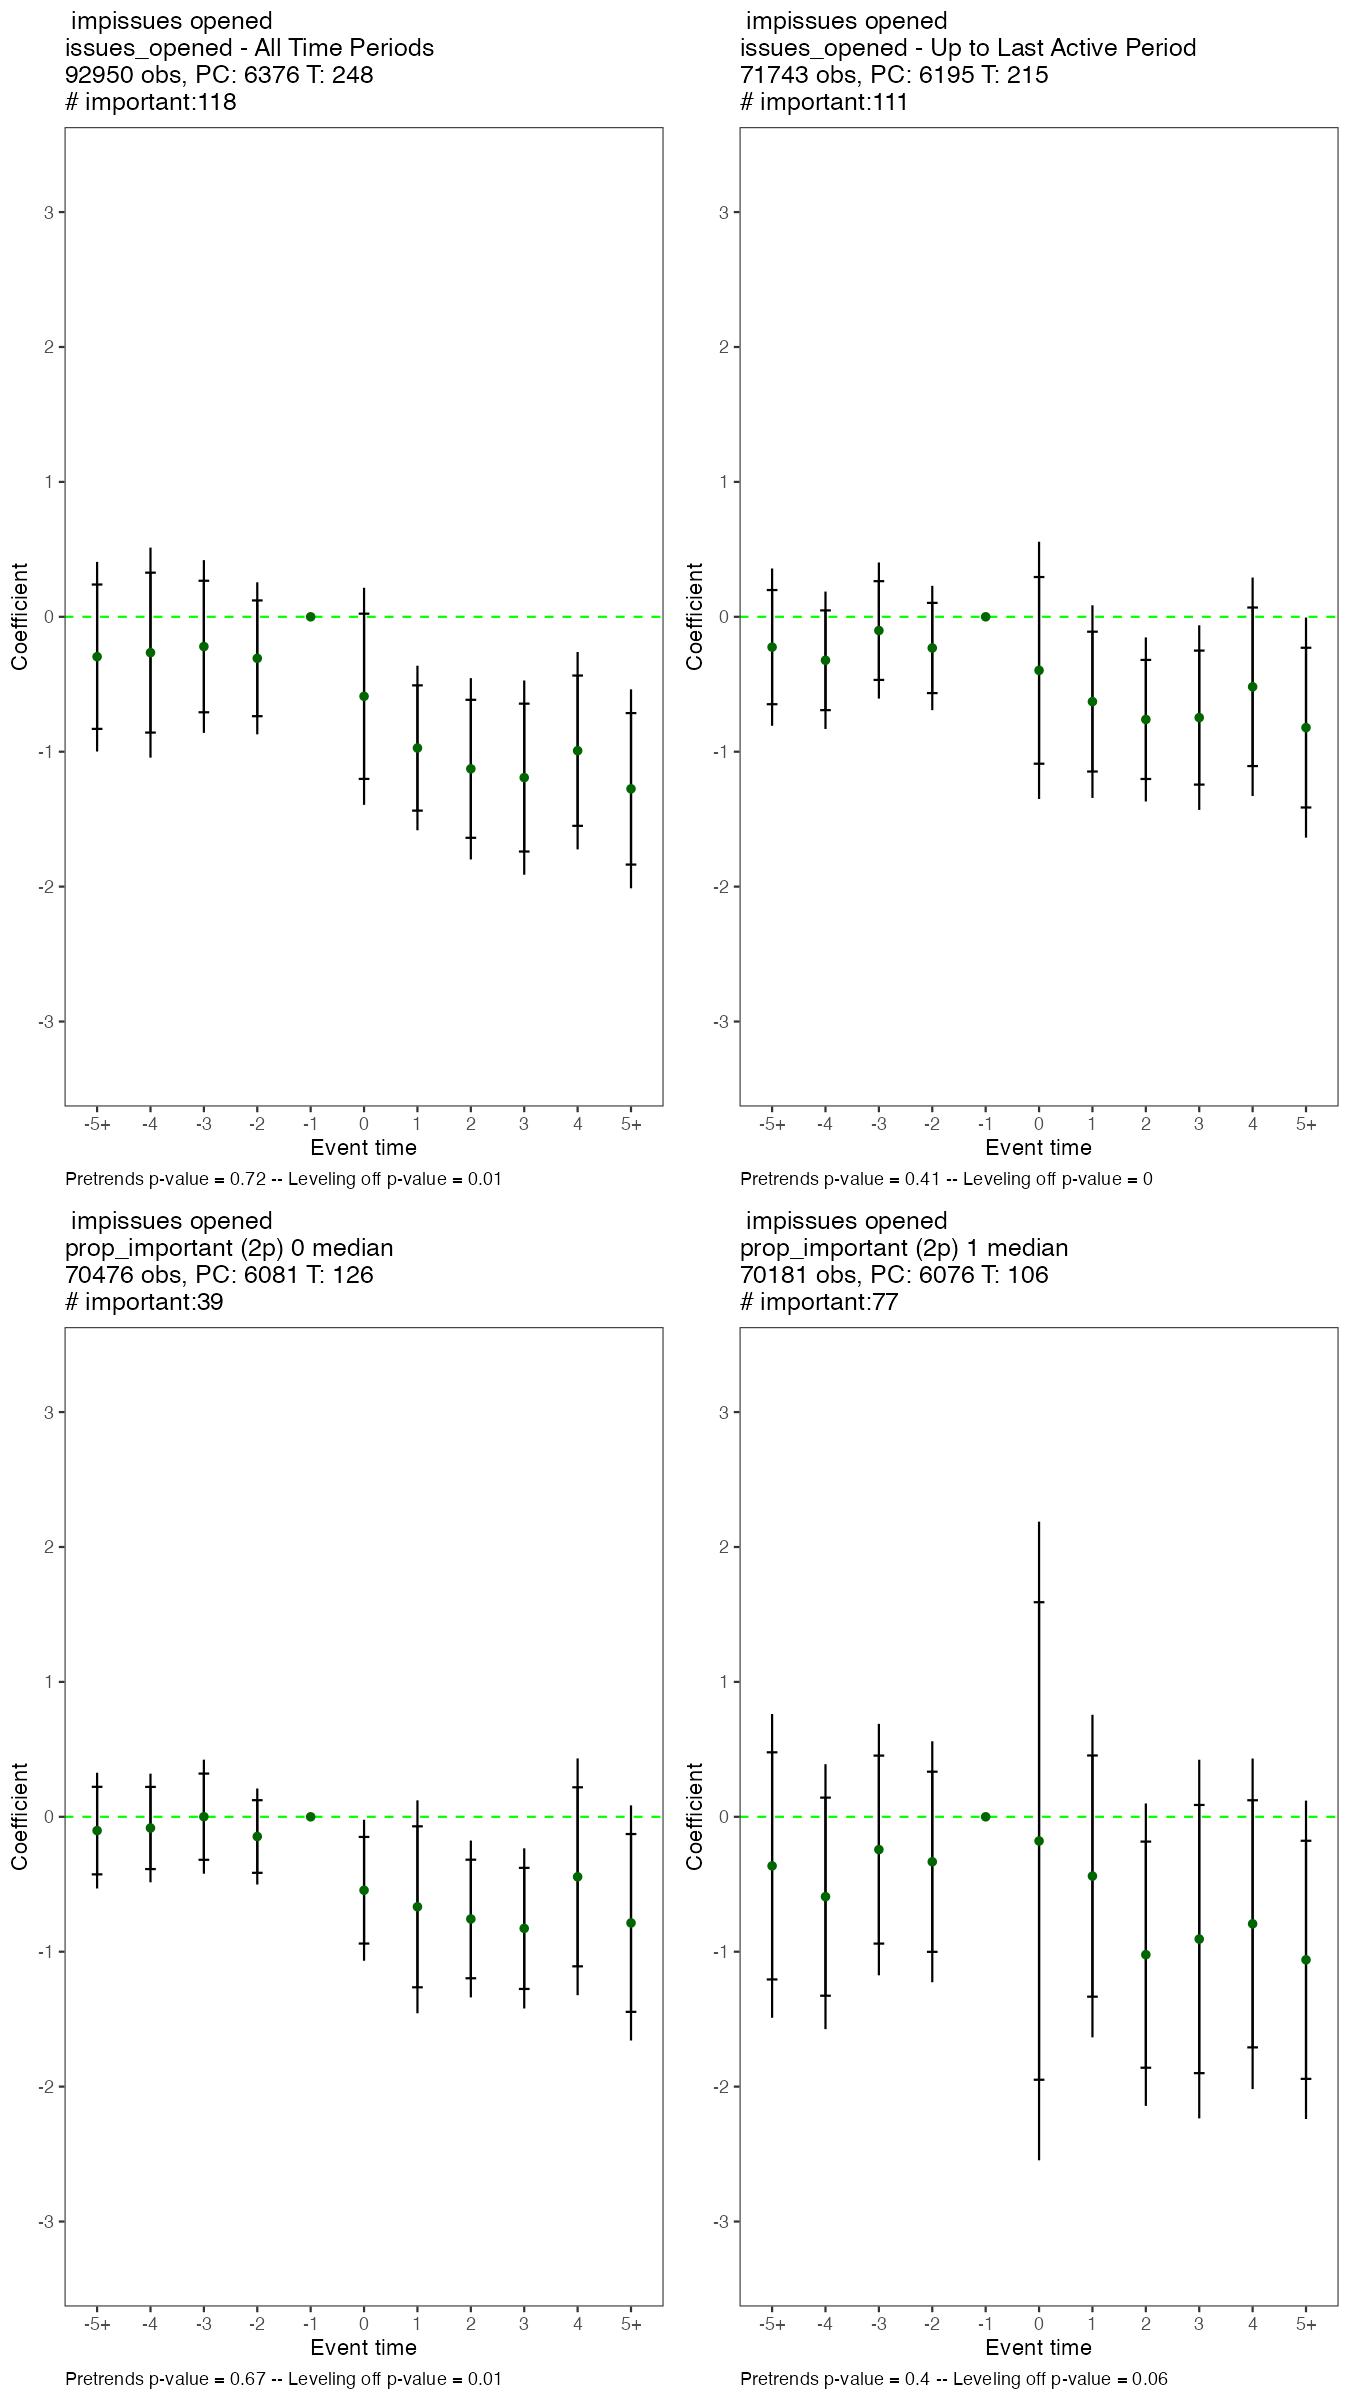 impissues opened
issues_opened - All Time Periods
92950 obs, PC: 6376 T: 248
# important:118
3
2
1
0
-1
-2
-3
Coefficient
-5+ -4 -3 -2 -1 0 1 2 3 4 5+
Event time
Pretrends p-value = 0.72 -- Leveling off p-value = 0.01
impissues opened
issues_opened - Up to Last Active Period
71743 obs, PC: 6195 T: 215
# important:111
3
2
1
0
-1
-2
-3
Coefficient
-5+ -4 -3 -2 -1 0 1 2 3 4 5+
Event time
Pretrends p-value = 0.41 -- Leveling off p-value = 0
impissues opened
prop_important (2p) 0 median
70476 obs, PC: 6081 T: 126
# important:39
3
2
1
0
-1
-2
-3
Coefficient
-5+ -4 -3 -2 -1 0 1 2 3 4 5+
Event time
Pretrends p-value = 0.67 -- Leveling off p-value = 0.01
impissues opened
prop_important (2p) 1 median
70181 obs, PC: 6076 T: 106
# important:77
3
2
1
0
-1
-2
-3
Coefficient
-5+ -4 -3 -2 -1 0 1 2 3 4 5+
Event time
Pretrends p-value = 0.4 -- Leveling off p-value = 0.06